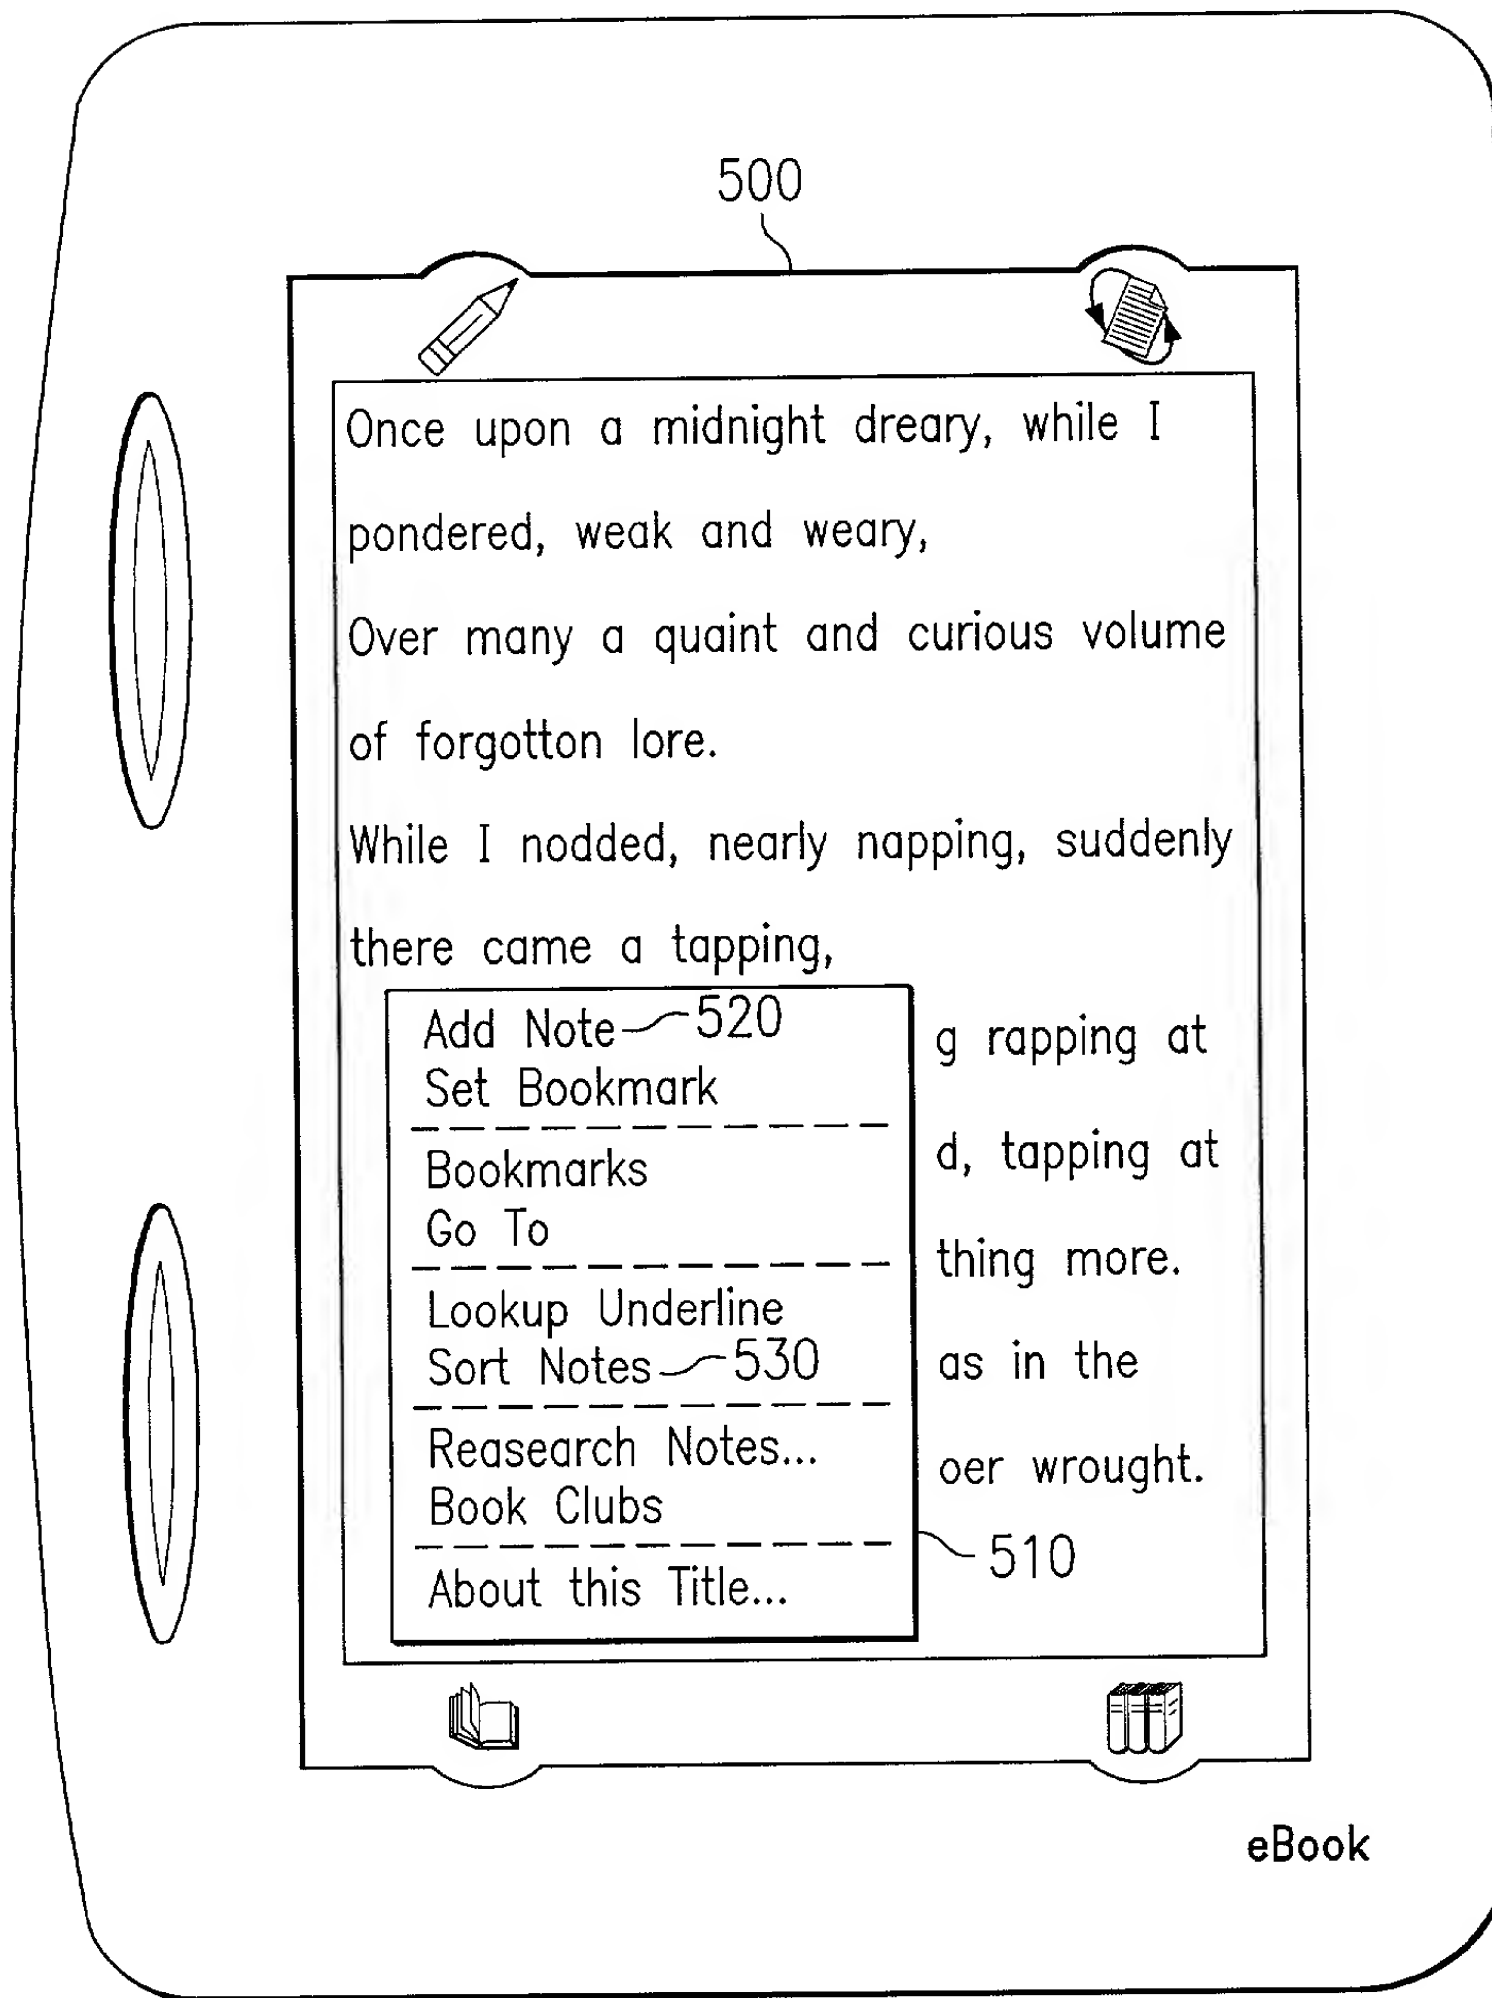 500
Once upon a midnight dreary, while I
pondered, weak and weary,
Over many a quaint and curious volume
of forgotton lore.
While I nodded, nearly napping, suddenly
there came a tapping,
Add Note 520
g rapping at
Set Bookmark
d, tapping at
Bookmarks
Go To
thing more.
Lookup Underline
Sort Notes 530
as in the
Reasearch Notes...
oer wrought.
Book Clubs
510
About this Title...
eBook